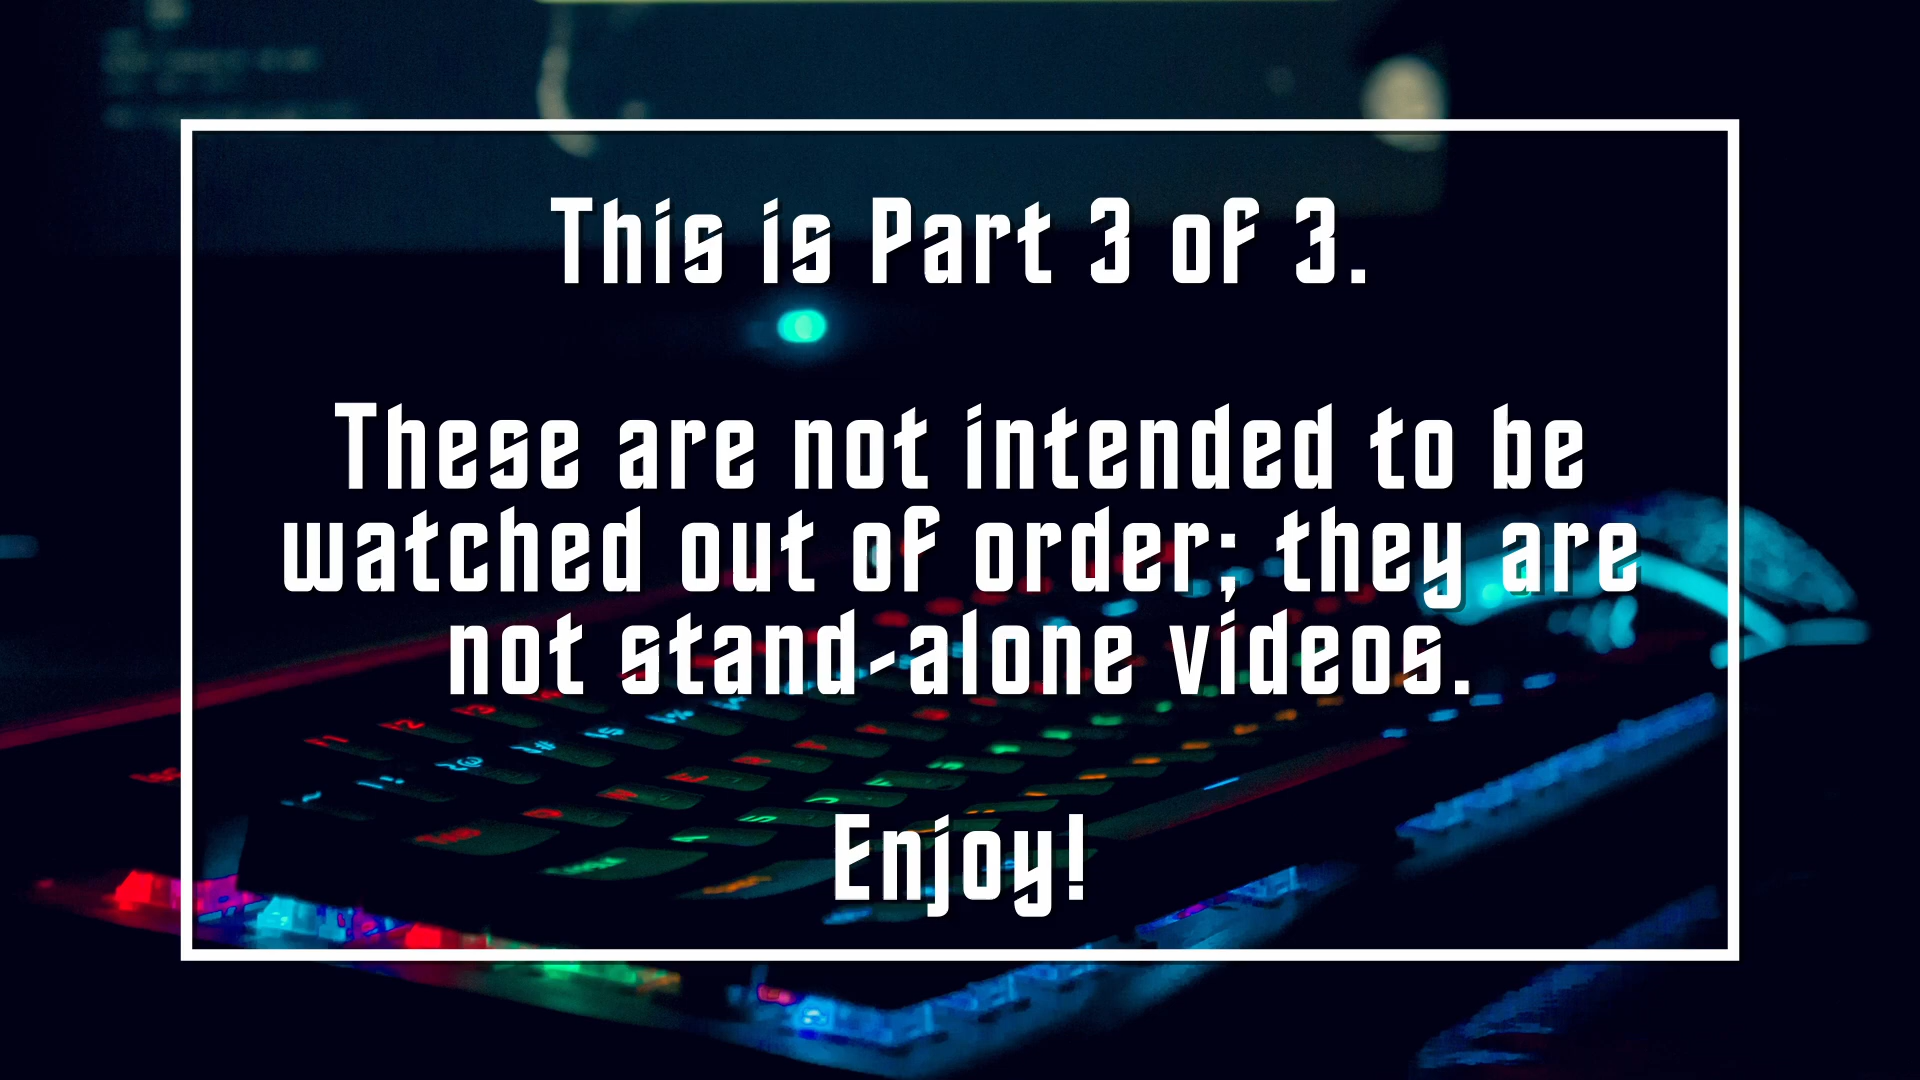 This is Part 3 of 3.
These are not intended to be
watched out of order; they are
not stand-alone videos.
Enjoy!